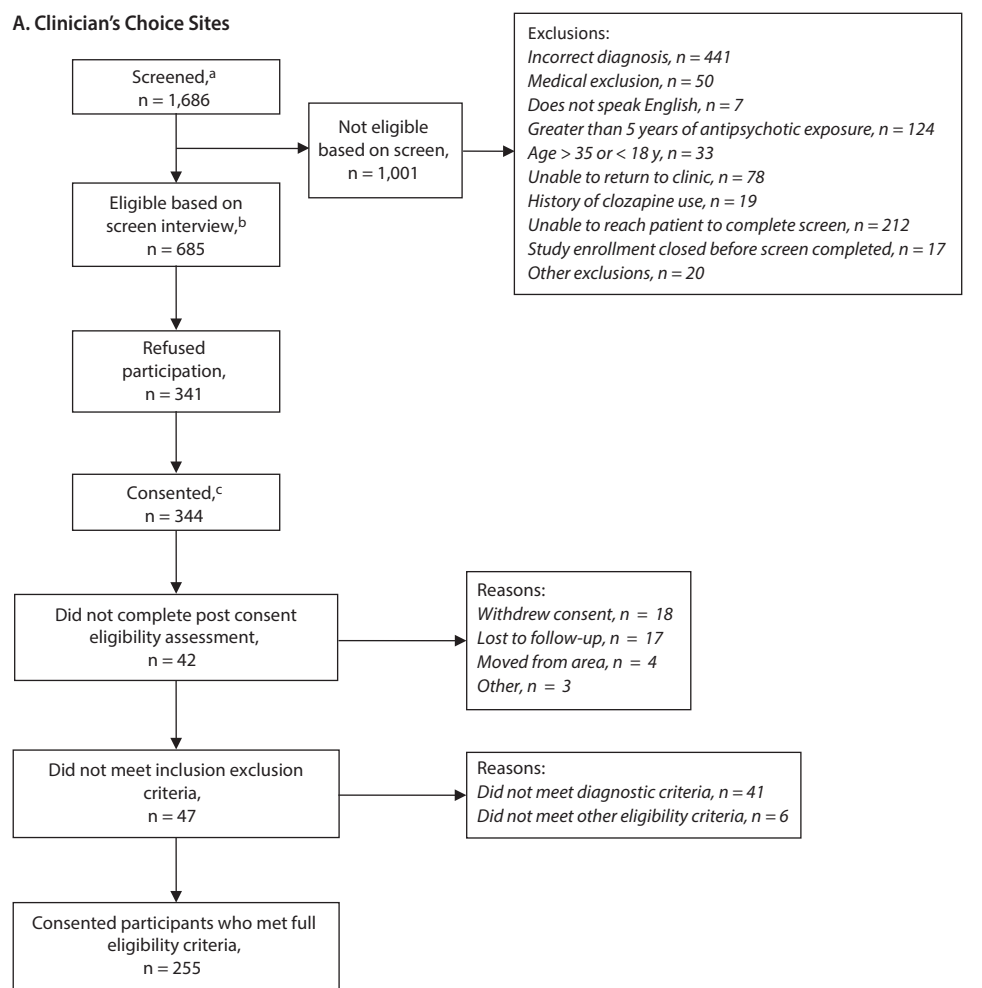 A. Clinician's Choice Sites
Screened,a
n = 1,686
Not eligible
based on screen,
n = 1,001
Exclusions:
Incorrect diagnosis, n = 441
Medical exclusion, n = 50
Does not speak English, n = 7
Greater than 5 years of antipsychotic exposure, n = 124
Age > 35 or < 18 y, n = 33
Unable to return to clinic, n = 78
History of clozapine use, n = 19
Unable to reach patient to complete screen, n = 212
Study enrollment closed before screen completed, n = 17
Other exclusions, n = 20
Eligible based on
screen interview,b
n = 685
Refused
participation,
n = 341
Consented,c
n = 344
Did not complete post consent
eligibility assessment,
n = 42
Reasons:
Withdrew consent, n = 18
Lost to follow-up, n = 17
Moved from area, n = 4
Other, n = 3
Did not meet inclusion exclusion
criteria,
n = 47
Reasons:
Did not meet diagnostic criteria, n = 41
Did not meet other eligibility criteria, n = 6
Consented participants who met full
eligibility criteria,
n = 255